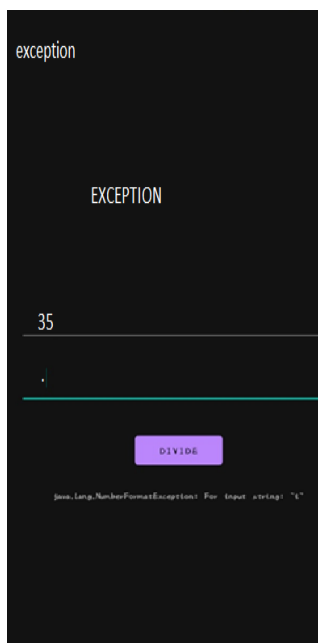 exception
EXCEPTION
35
.
DIVIDE
java.lang.NumberFormatException: For input string: